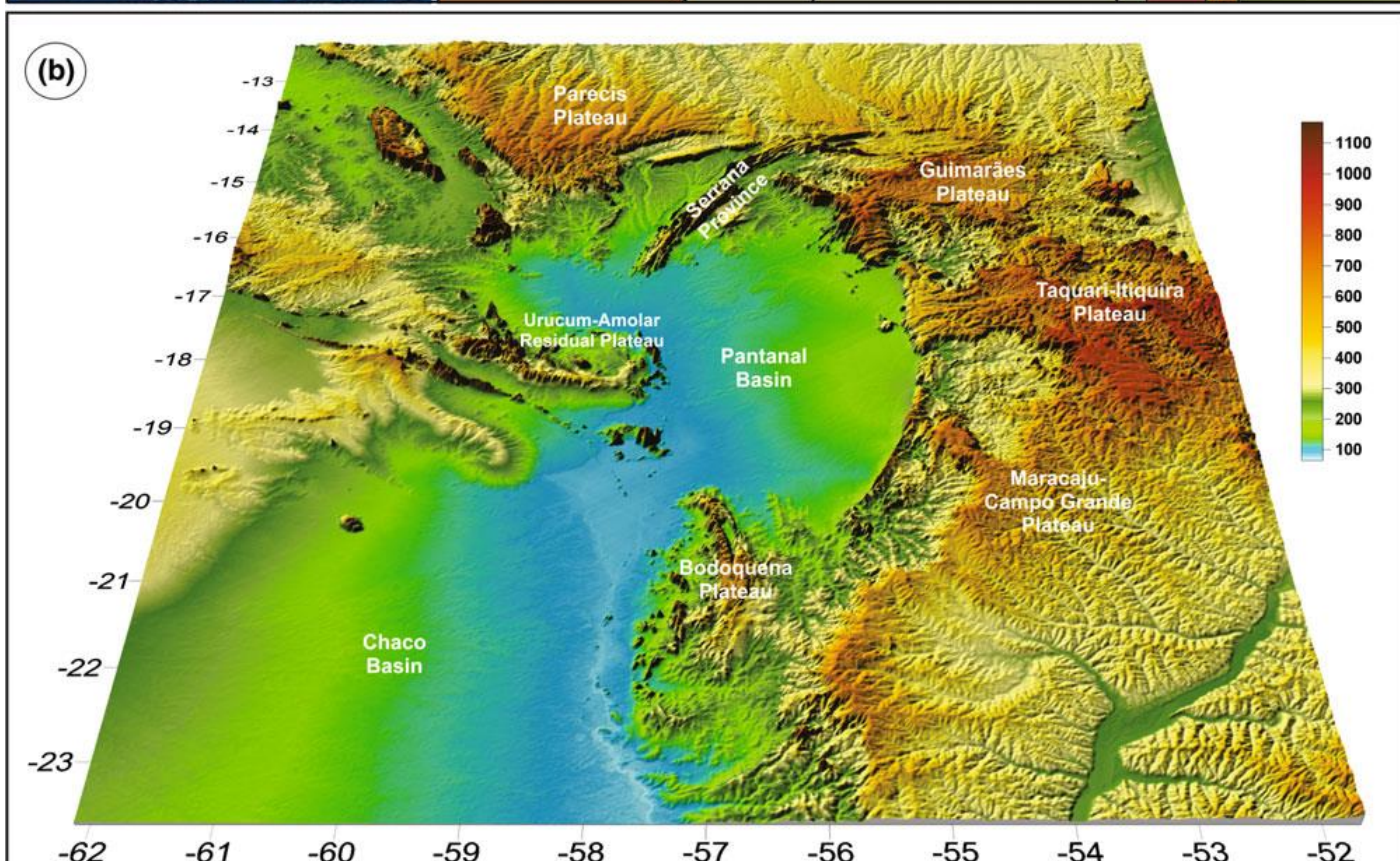 (b)
-13
-14
-15
-16
-17
-18
-19
-20
-21
-22
-23
Parecis
Plateau
Serrana
Province
Guimarães
Plateau
Taquari-Itiquira
Plateau
Urucum-Amolar
Residual Plateau
Pantanal
Basin
Maracaju-
Campo Grande
Plateau
Bodoquena
Plateau
Chaco
Basin
1100
1000
900
800
700
600
500
400
300
200
100
-62 -61 -60 -59 -58 -57 -56 -55 -54 -53 -52